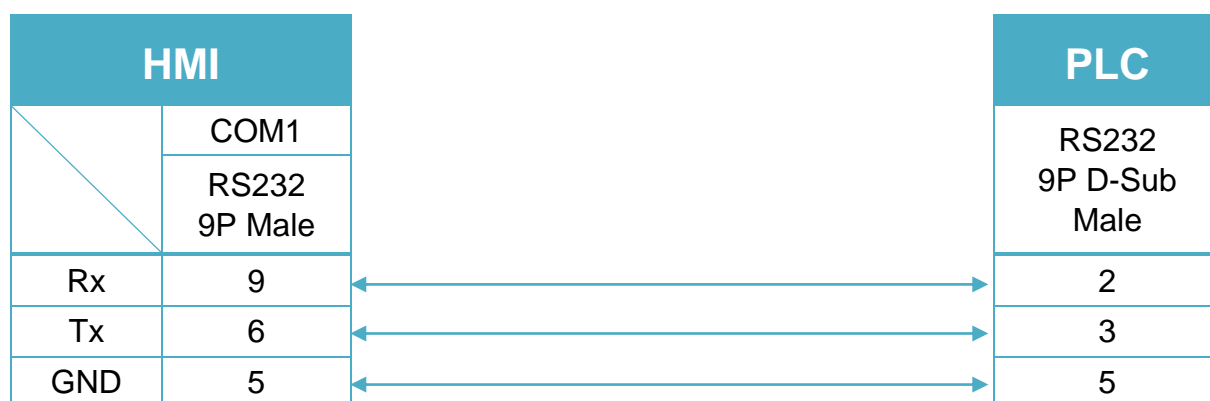 HMI
PLC
COM1
RS232
9P Male
RS232
9P D-Sub
Male
Rx 9 2
Tx 6 3
GND 5 5